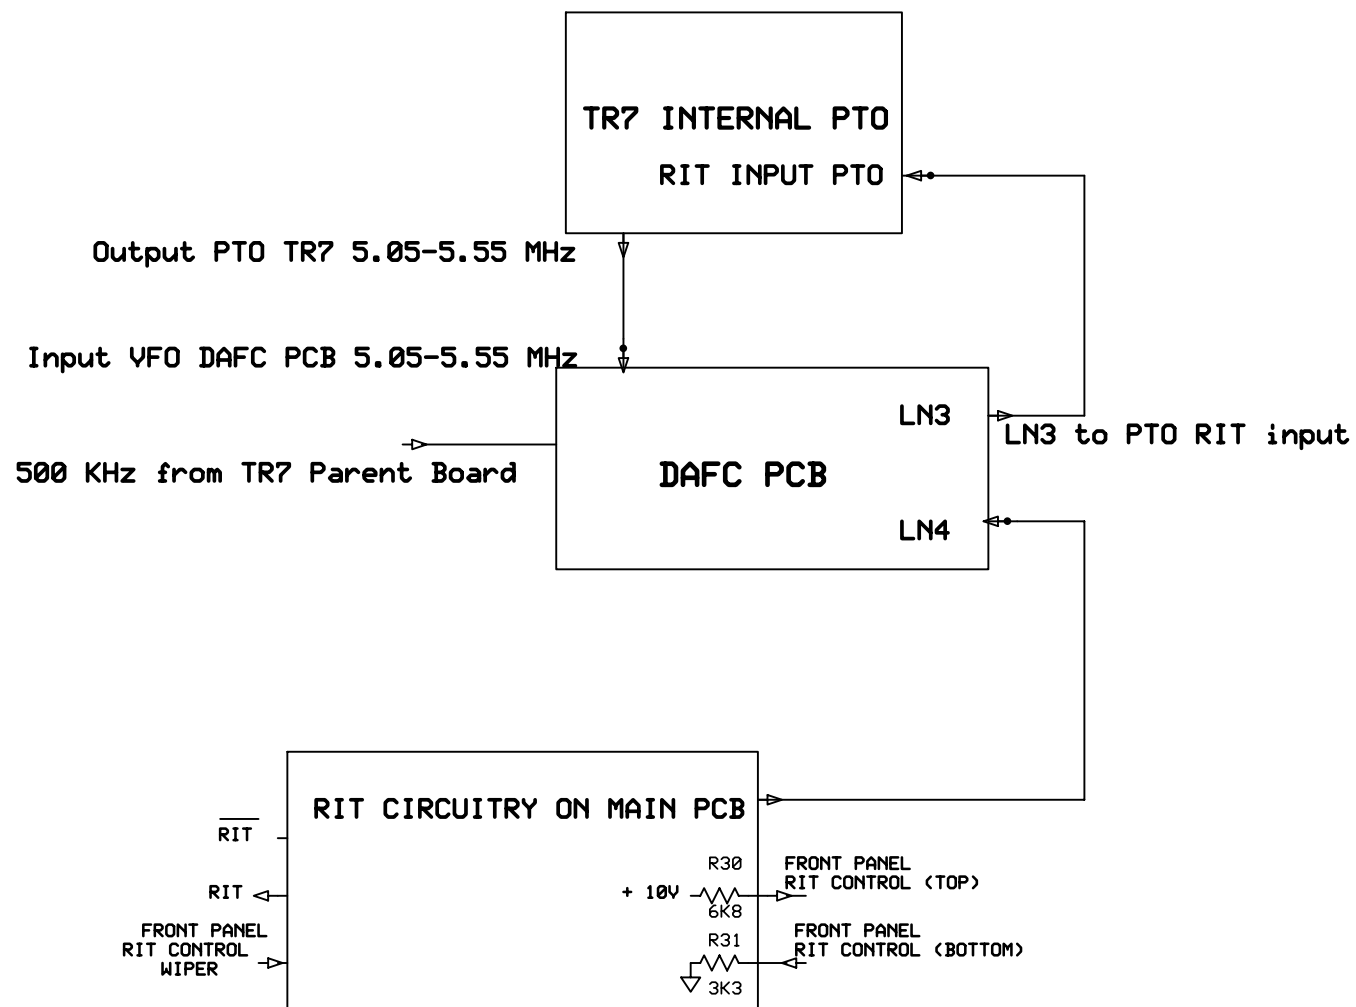 TR7 INTERNAL PTO
RIT INPUT PTO
Output PTO TR7 5.05-5.55 MHz
Input VFO DAFC PCB 5.05-5.55 MHz
LN3
LN3 to PTO RIT input
500 KHz from TR7 Parent Board
DAFC PCB
LN4
RIT CIRCUITRY ON MAIN PCB
RIT
RIT
FRONT PANEL
RIT CONTROL
WIPER
R30
+ 10V
6K8
FRONT PANEL
RIT CONTROL (TOP)
R31
3K3
FRONT PANEL
RIT CONTROL (BOTTOM)